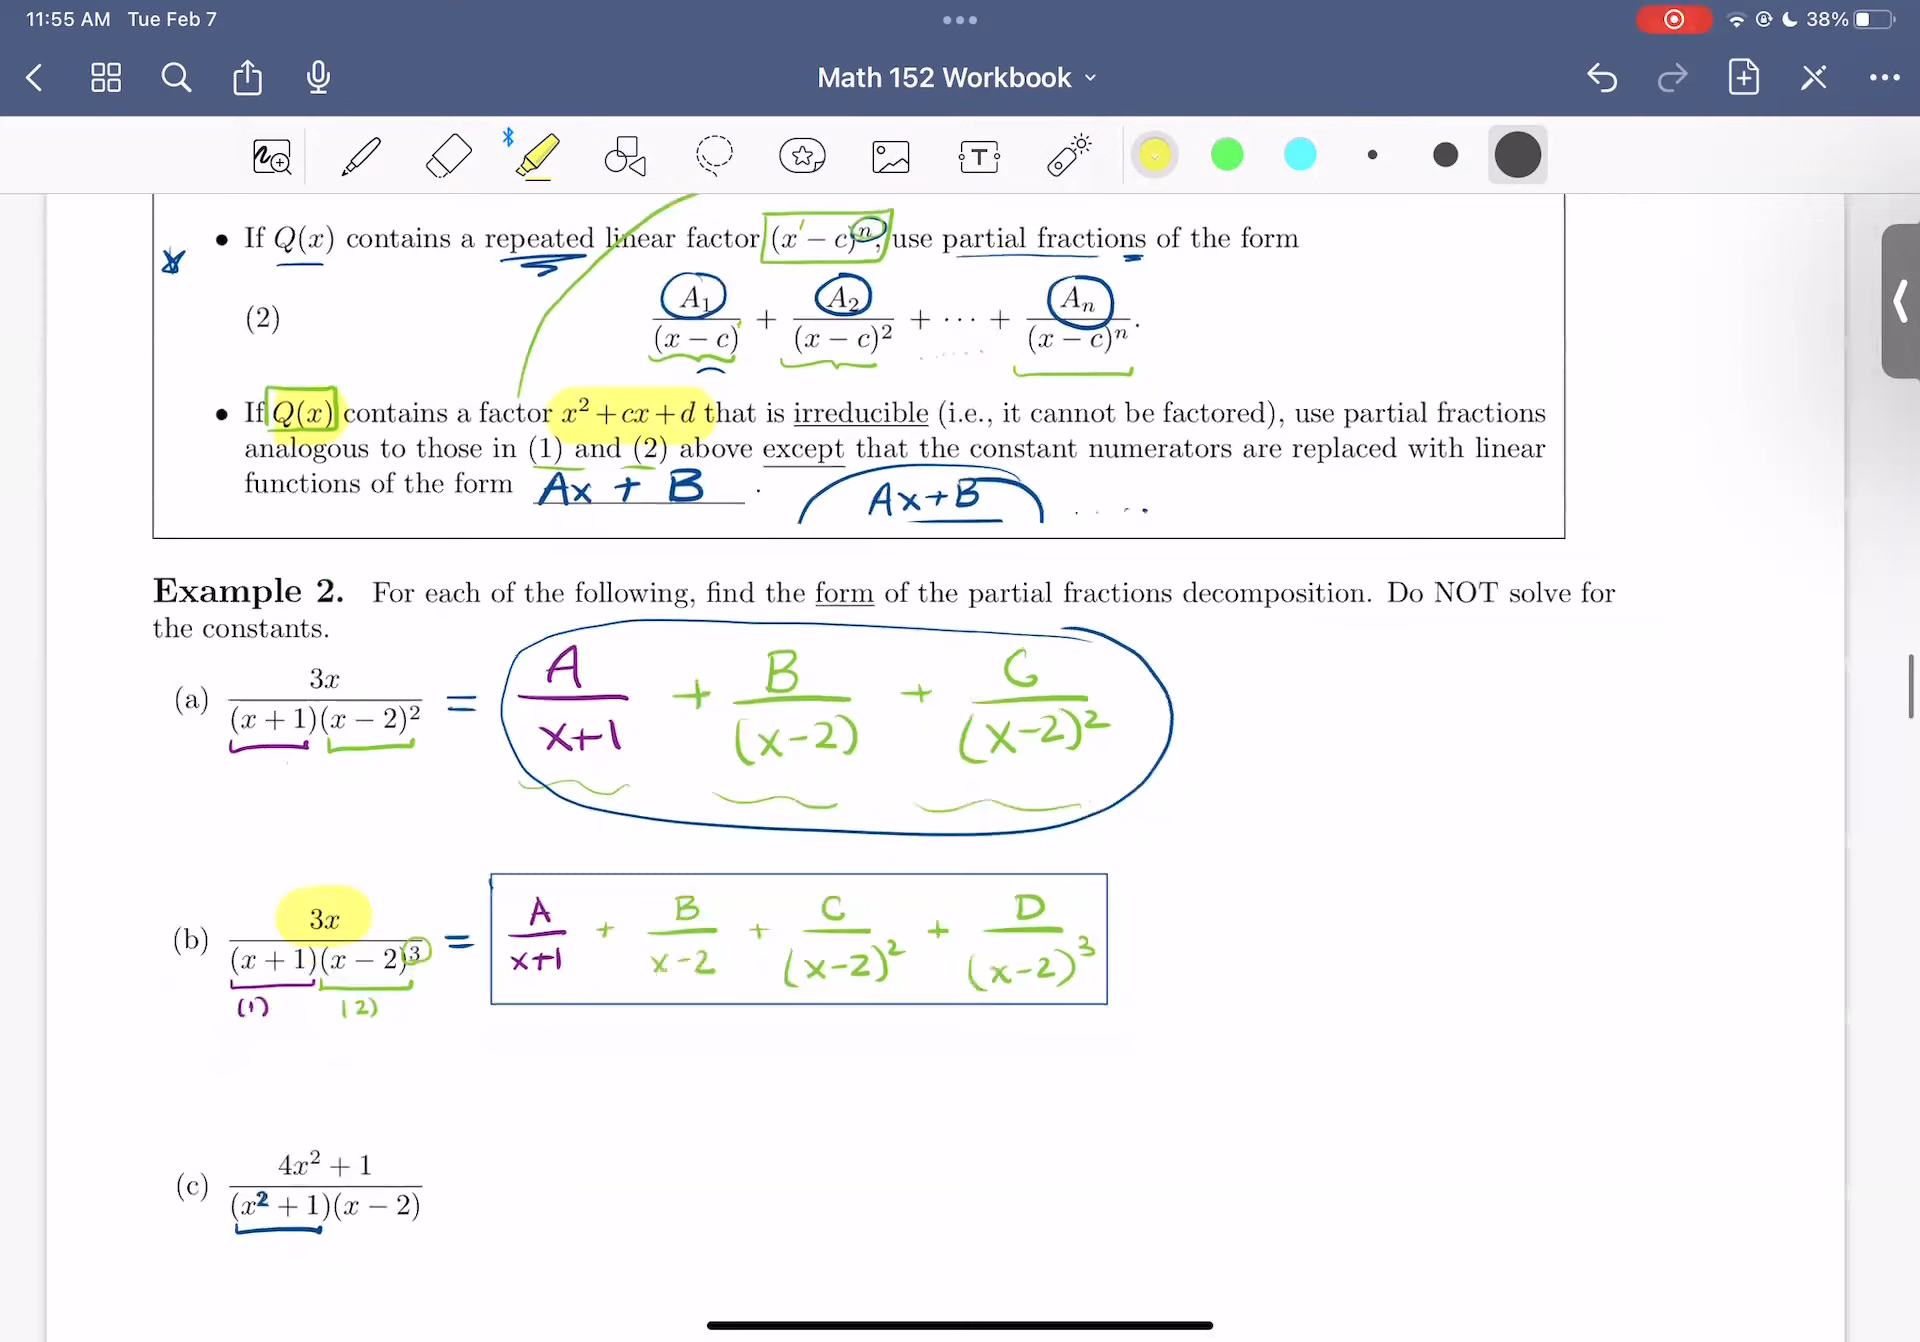 11:55 AM Tue Feb 7
38%
Math 152 Workbook
• If Q(x) contains a repeated linear factor (x − c)ⁿ, use partial fractions of the form
(2) A₁/(x − c) + A₂/(x − c)² + ··· + Aₙ/(x − c)ⁿ.
• If Q(x) contains a factor x² + cx + d that is irreducible (i.e., it cannot be factored), use partial fractions
analogous to those in (1) and (2) above except that the constant numerators are replaced with linear
functions of the form Ax + B . Ax+B .....
Example 2. For each of the following, find the form of the partial fractions decomposition. Do NOT solve for
the constants.
(a) 3x/((x + 1)(x − 2)²) = A/(x+1) + B/(x-2) + C/(x-2)²
(b) 3x/((x + 1)(x − 2)³) = A/(x+1) + B/(x-2) + C/(x-2)² + D/(x-2)³
(1) (2)
(c) (4x² + 1)/((x² + 1)(x − 2))